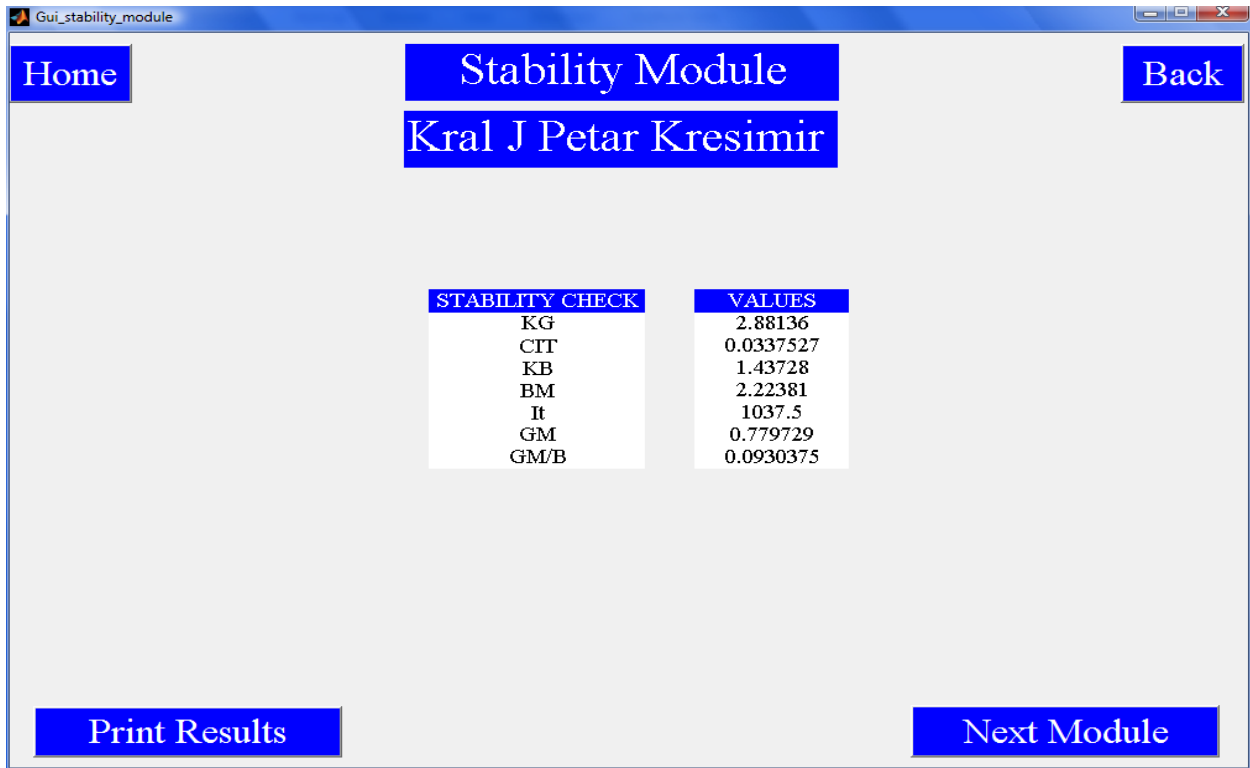 Gui_stability_module
Home
Stability Module
Back
Kral J Petar Kresimir
STABILITY CHECK VALUES
KG 2.88136
CIT 0.0337527
KB 1.43728
BM 2.22381
It 1037.5
GM 0.779729
GM/B 0.0930375
Print Results
Next Module